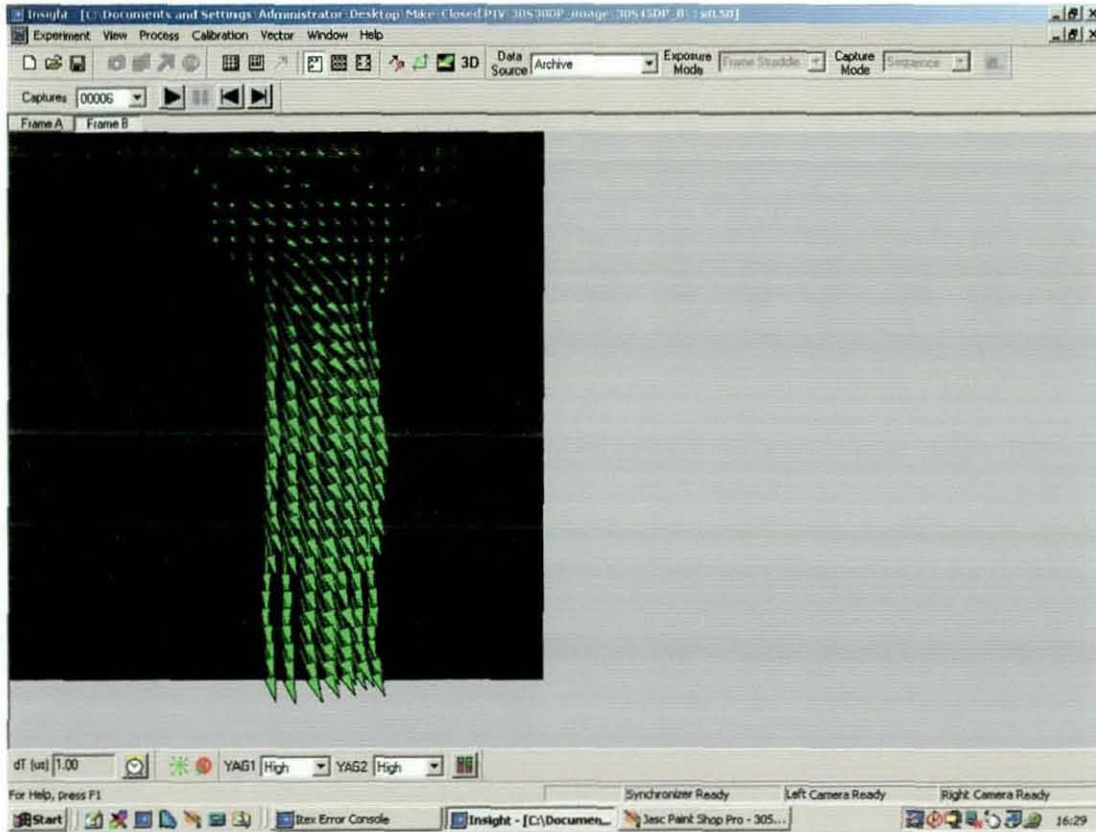 Insight - [C:\Documents and Settings\Administrator\Desktop\Mike-Closed PIV
Experiment View Process Calibration Vector Window Help
3D Data Source Archive Exposure Mode Frame Straddle Capture Mode Sequence
Captures 00006
Frame A Frame B
dT (us) 1.00 YAG1 High YAG2 High
For Help, press F1 Synchronizer Ready Left Camera Ready Right Camera Ready
Start Itex Error Console Insight - [C:\Documen... Jasc Paint Shop Pro - 30S... 16:29